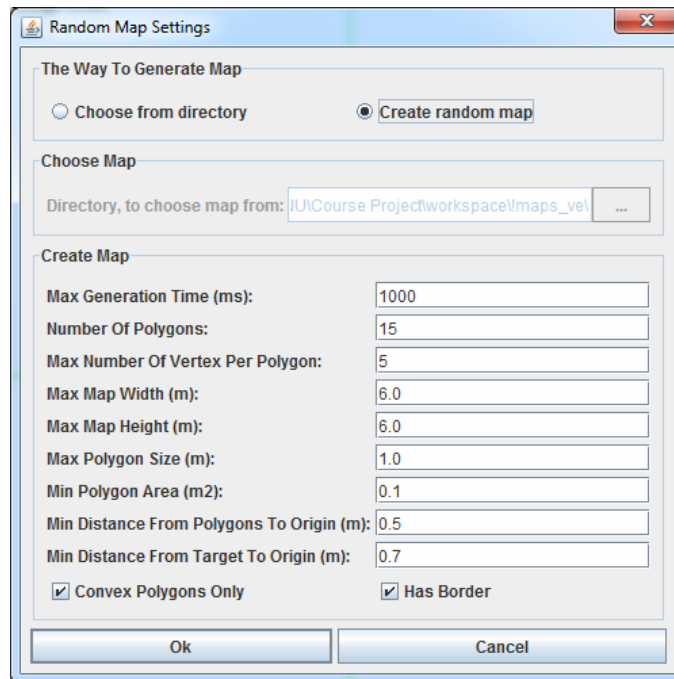 Random Map Settings
The Way To Generate Map
Choose from directory Create random map
Choose Map
Directory, to choose map from: \Course Project\workspace\!maps_ve\ ...
Create Map
Max Generation Time (ms): 1000
Number Of Polygons: 15
Max Number Of Vertex Per Polygon: 5
Max Map Width (m): 6.0
Max Map Height (m): 6.0
Max Polygon Size (m): 1.0
Min Polygon Area (m2): 0.1
Min Distance From Polygons To Origin (m): 0.5
Min Distance From Target To Origin (m): 0.7
Convex Polygons Only Has Border
Ok Cancel